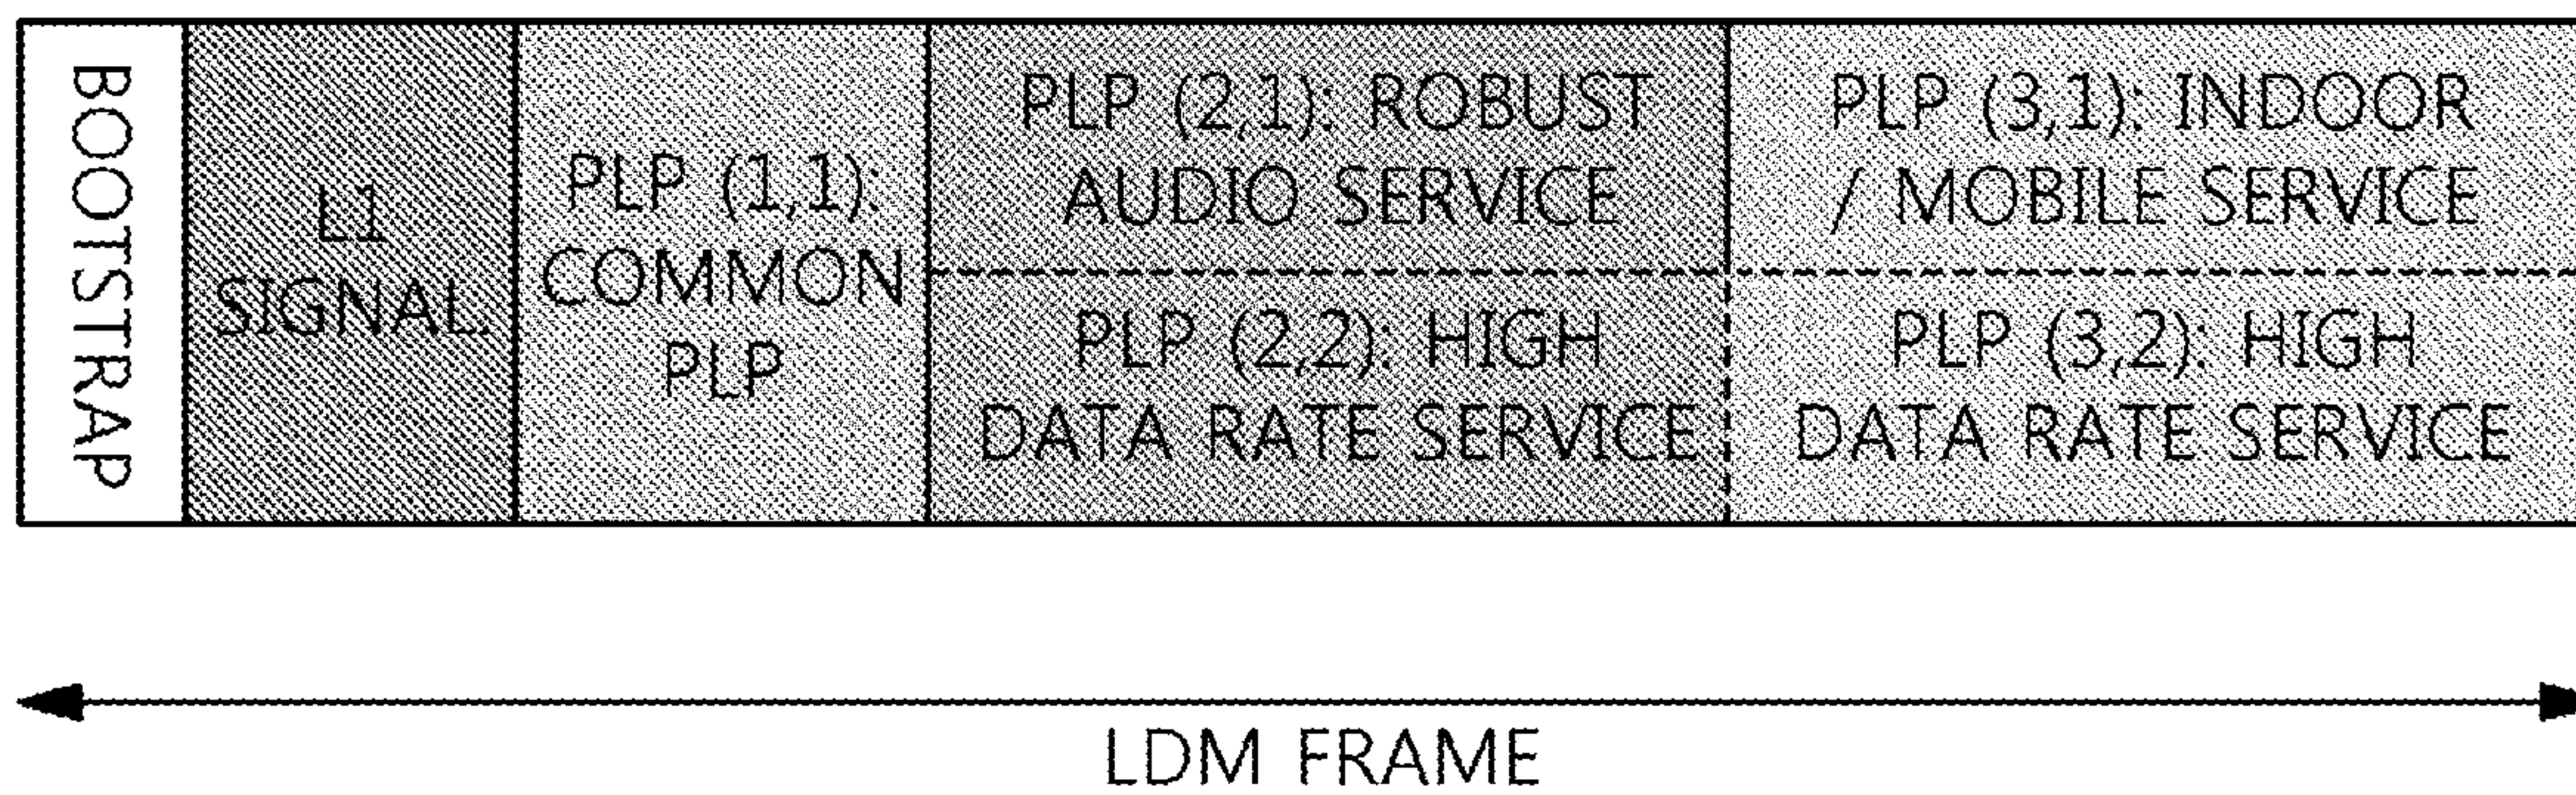 BOOTSTRAP
L1
SIGNAL
PLP (1,1):
COMMON
PLP
PLP (2,1): ROBUST
AUDIO SERVICE
PLP (2,2): HIGH
DATA RATE SERVICE
PLP (3,1): INDOOR
/ MOBILE SERVICE
PLP (3,2): HIGH
DATA RATE SERVICE
LDM FRAME